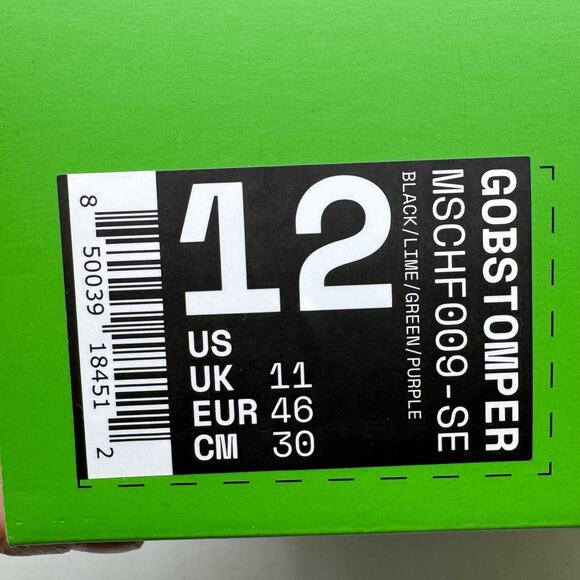 GOBSTOMPER
MSCHF009-SE
BLACK/LIME/GREEN/PURPLE
12
US
UK 11
EUR 46
CM 30
8 50039 18451 2